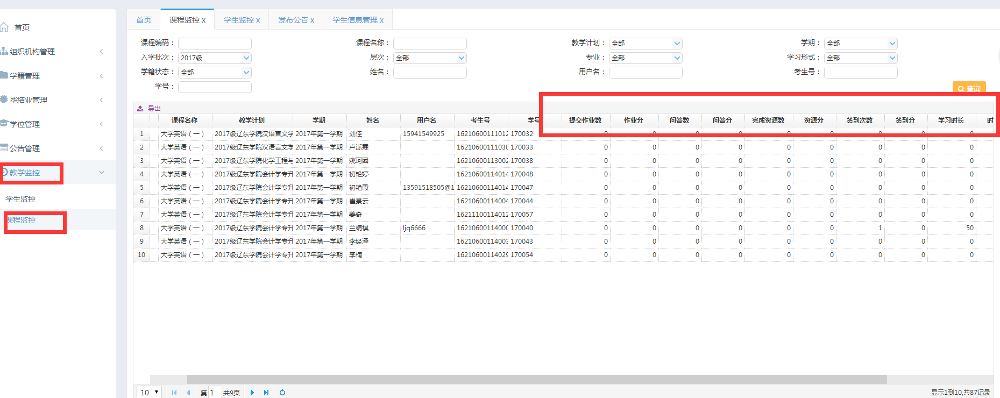 首页
组织机构管理
学籍管理
毕结业管理
学位管理
公告管理
教学监控
学生监控
课程监控
首页 课程监控 x 学生监控 x 发布公告 x 学生信息管理 x
课程编码： 课程名称： 教学计划： 全部 学期： 全部
入学批次： 2017级 层次： 全部 专业： 全部 学习形式： 全部
学籍状态： 全部 姓名： 用户名： 考生号：
学号：
查询
导出
课程名称 教学计划 学期 姓名 用户名 考生号 学号 提交作业数 作业分 问答数 问答分 完成资源数 资源分 签到次数 签到分 学习时长 时
1 大学英语（一） 2017级辽东学院汉语言文学 2017年第一学期 刘佳 15941549925 16210600111012 170032 0 0 0 0 0 0 0 0 0
2 大学英语（一） 2017级辽东学院汉语言文学 2017年第一学期 卢泺霖 16210600111030 170033 0 0 0 0 0 0 0 0 0
3 大学英语（一） 2017级辽东学院化学工程与 2017年第一学期 姚珂 16210600113002 170038 0 0 0 0 0 0 0 0 0
4 大学英语（一） 2017级辽东学院会计学专升 2017年第一学期 初艳婷 16210600114014 170048 0 0 0 0 0 0 0 0 0
5 大学英语（一） 2017级辽东学院会计学专升 2017年第一学期 初艳霞 13591518505@1 16210600114014 170047 0 0 0 0 0 0 0 0 0
6 大学英语（一） 2017级辽东学院会计学专升 2017年第一学期 崔景云 16210600114004 170044 0 0 0 0 0 0 0 0 0
7 大学英语（一） 2017级辽东学院会计学专升 2017年第一学期 姜奇 16211100114012 170057 0 0 0 0 0 0 0 0 0
8 大学英语（一） 2017级辽东学院会计学专升 2017年第一学期 兰靖棋 ljq6666 16210600114000 170040 0 0 0 0 0 0 1 0 50
9 大学英语（一） 2017级辽东学院会计学专升 2017年第一学期 李经泽 16210600114003 170043 0 0 0 0 0 0 0 0 0
10 大学英语（一） 2017级辽东学院会计学专升 2017年第一学期 李楠 16210600114029 170054 0 0 0 0 0 0 0 0 0
10 第 1 共9页 显示1到10,共87记录